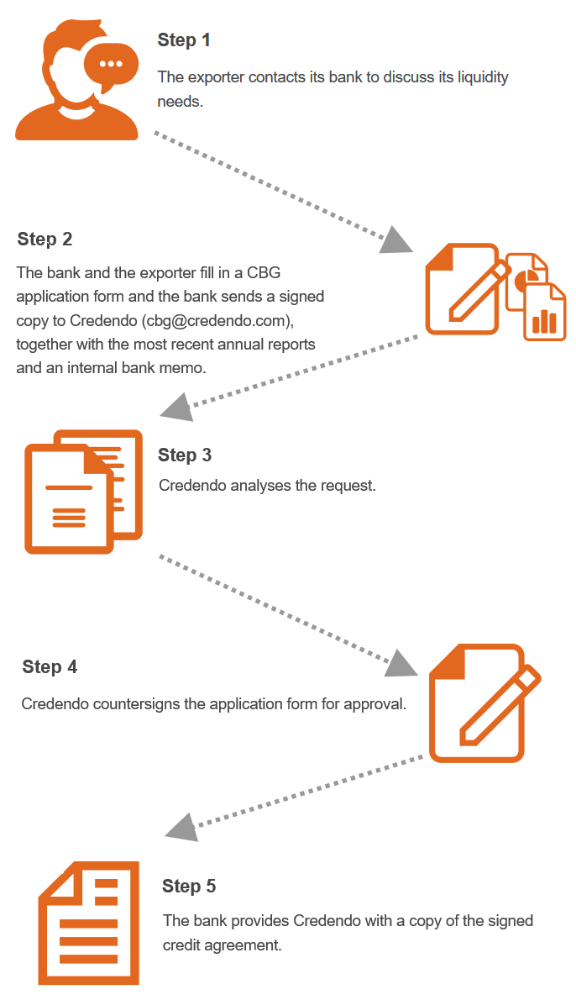 Step 1
The exporter contacts its bank to discuss its liquidity
needs.
Step 2
The bank and the exporter fill in a CBG
application form and the bank sends a signed
copy to Credendo (cbg@credendo.com),
together with the most recent annual reports
and an internal bank memo.
Step 3
Credendo analyses the request.
Step 4
Credendo countersigns the application form for approval.
Step 5
The bank provides Credendo with a copy of the signed
credit agreement.